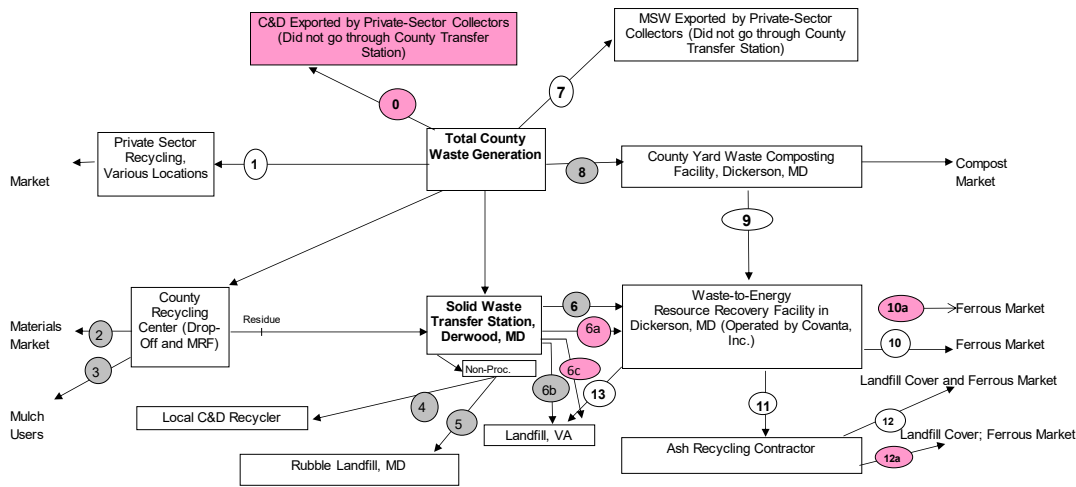 C&D Exported by Private-Sector Collectors
(Did not go through County Transfer
Station)
MSW Exported by Private-Sector
Collectors (Did not go through County
Transfer Station)
0
7
Total County
Waste Generation
Private Sector
Recycling,
Various Locations
1
Market
8
County Yard Waste Composting
Facility, Dickerson, MD
Compost
Market
9
County
Recycling
Center (Drop-
Off and MRF)
Residue
Materials
Market
2
3
Mulch
Users
Solid Waste
Transfer Station,
Derwood, MD
6
6a
Waste-to-Energy
Resource Recovery Facility in
Dickerson, MD (Operated by Covanta,
Inc.)
10a
Ferrous Market
10
Ferrous Market
Non-Proc.
6c
6b
13
4
5
11
Landfill Cover and Ferrous Market
12
Local C&D Recycler
Landfill, VA
Ash Recycling Contractor
Landfill Cover; Ferrous Market
12a
Rubble Landfill, MD